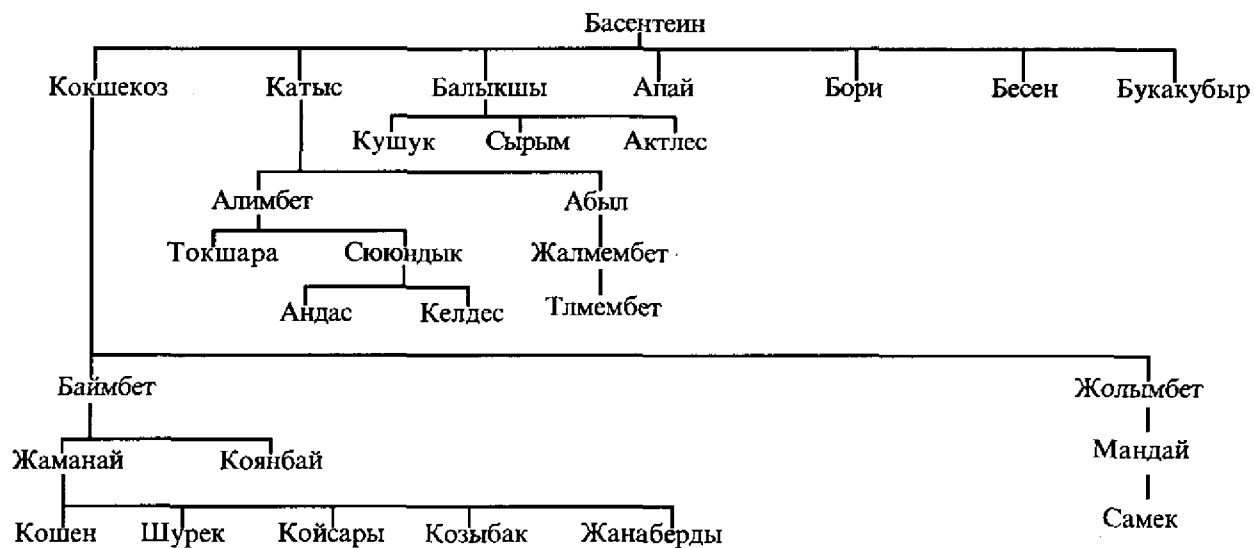 Басентеин
Кокшекоз Катыс Балыкшы Апай Бори Бесен Букакубыр
Кушук Сырым Актлес
Алимбет Абыл
Токшара Сююндык Жалмембет
Андас Келдес Тлмембет
Баймбет Жолымбет
Жаманай Коянбай Мандай
Кошен Шурек Койсары Козыбак Жанаберды Самек